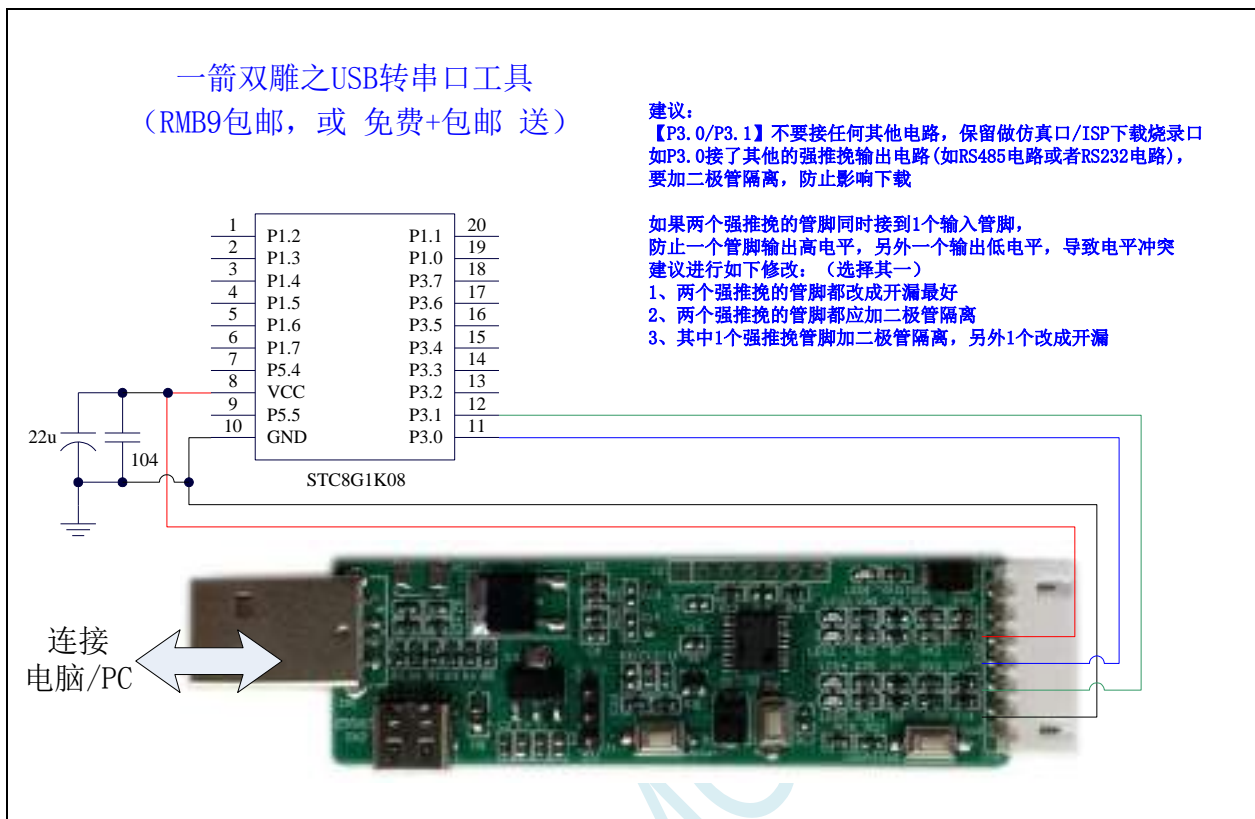 一箭双雕之USB转串口工具
（RMB9包邮，或 免费+包邮 送）
建议：
【P3.0/P3.1】不要接任何其他电路，保留做仿真口/ISP下载烧录口
如P3.0接了其他的强推挽输出电路(如RS485电路或者RS232电路)，
要加二极管隔离，防止影响下载
如果两个强推挽的管脚同时接到1个输入管脚，
防止一个管脚输出高电平，另外一个输出低电平，导致电平冲突
建议进行如下修改：（选择其一）
1、两个强推挽的管脚都改成开漏最好
2、两个强推挽的管脚都应加二极管隔离
3、其中1个强推挽管脚加二极管隔离，另外1个改成开漏
1 P1.2 P1.1 20
2 P1.3 P1.0 19
3 P1.4 P3.7 18
4 P1.5 P3.6 17
5 P1.6 P3.5 16
6 P1.7 P3.4 15
7 P5.4 P3.3 14
8 VCC P3.2 13
9 P5.5 P3.1 12
10 GND P3.0 11
22u
104
STC8G1K08
连接
电脑/PC